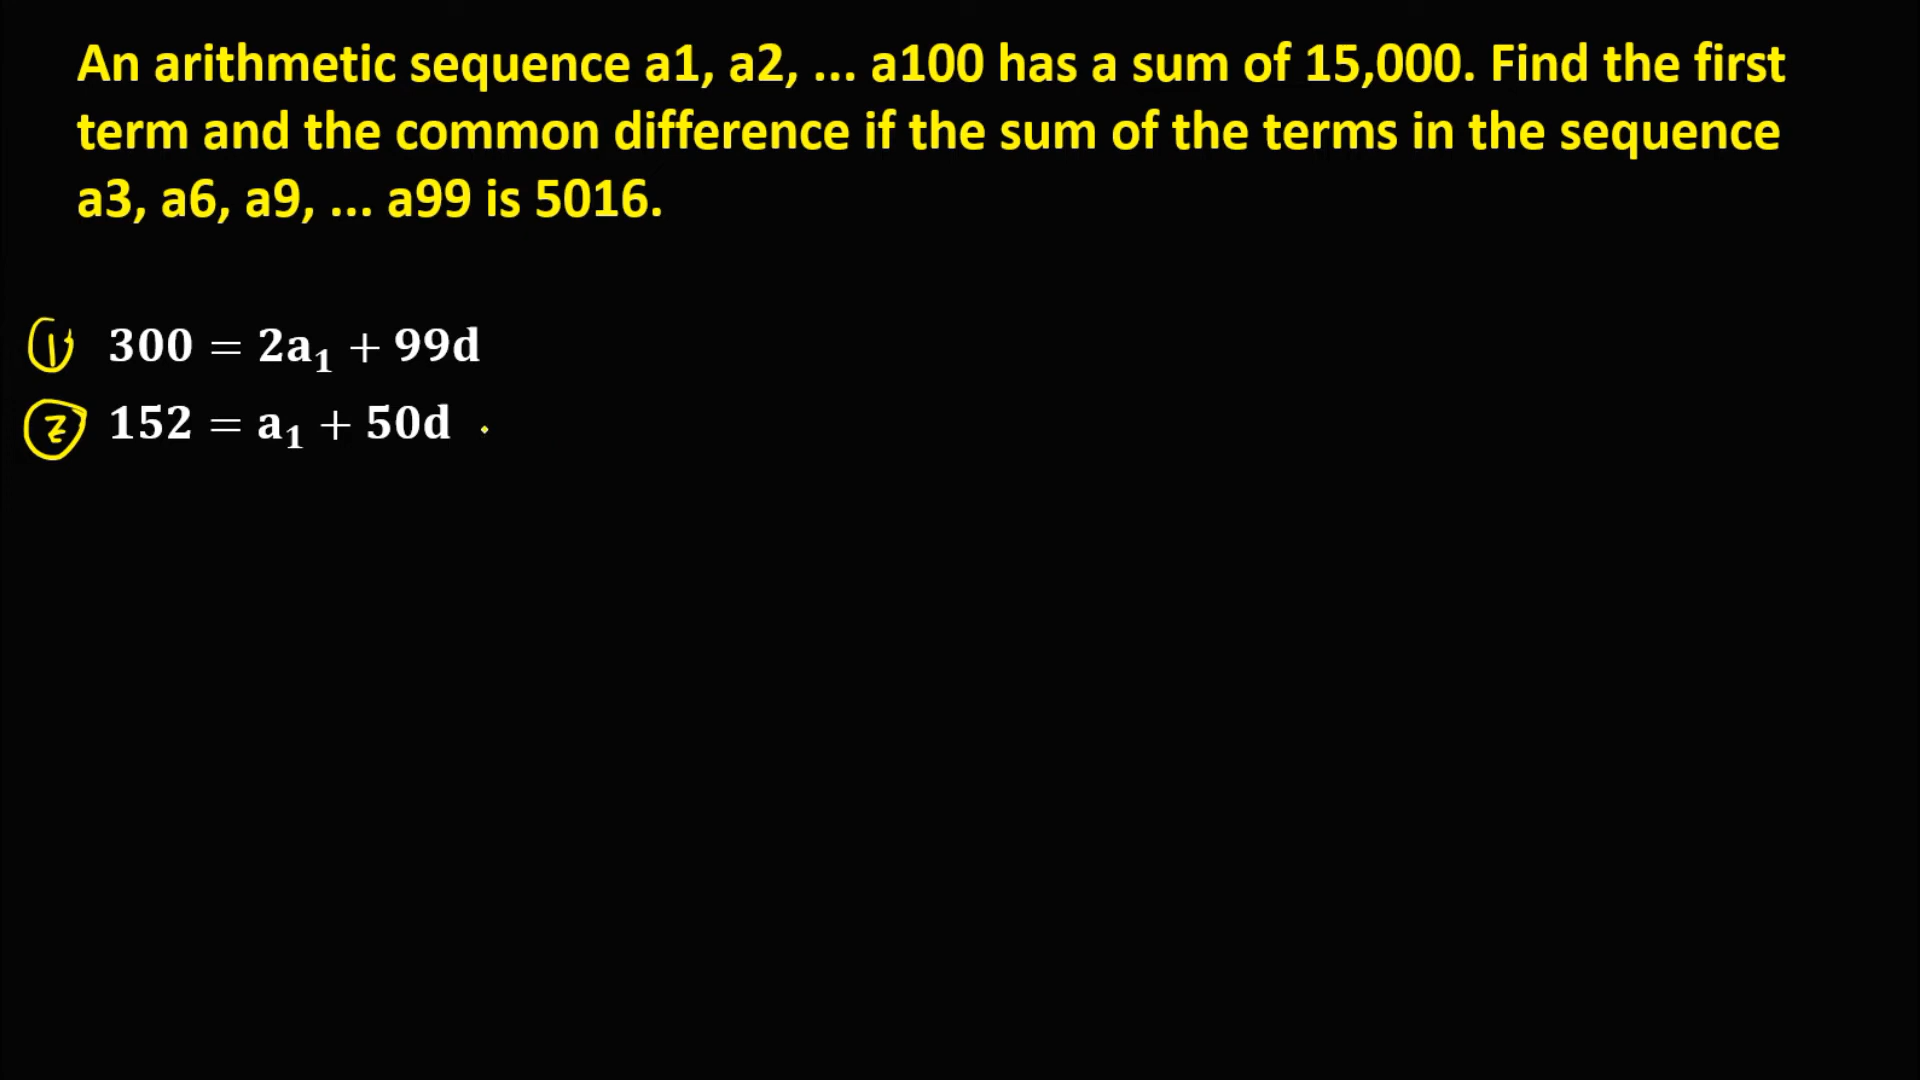 An arithmetic sequence a1, a2, ... a100 has a sum of 15,000. Find the first
term and the common difference if the sum of the terms in the sequence
a3, a6, a9, ... a99 is 5016.
① 300 = 2a₁ + 99d
② 152 = a₁ + 50d